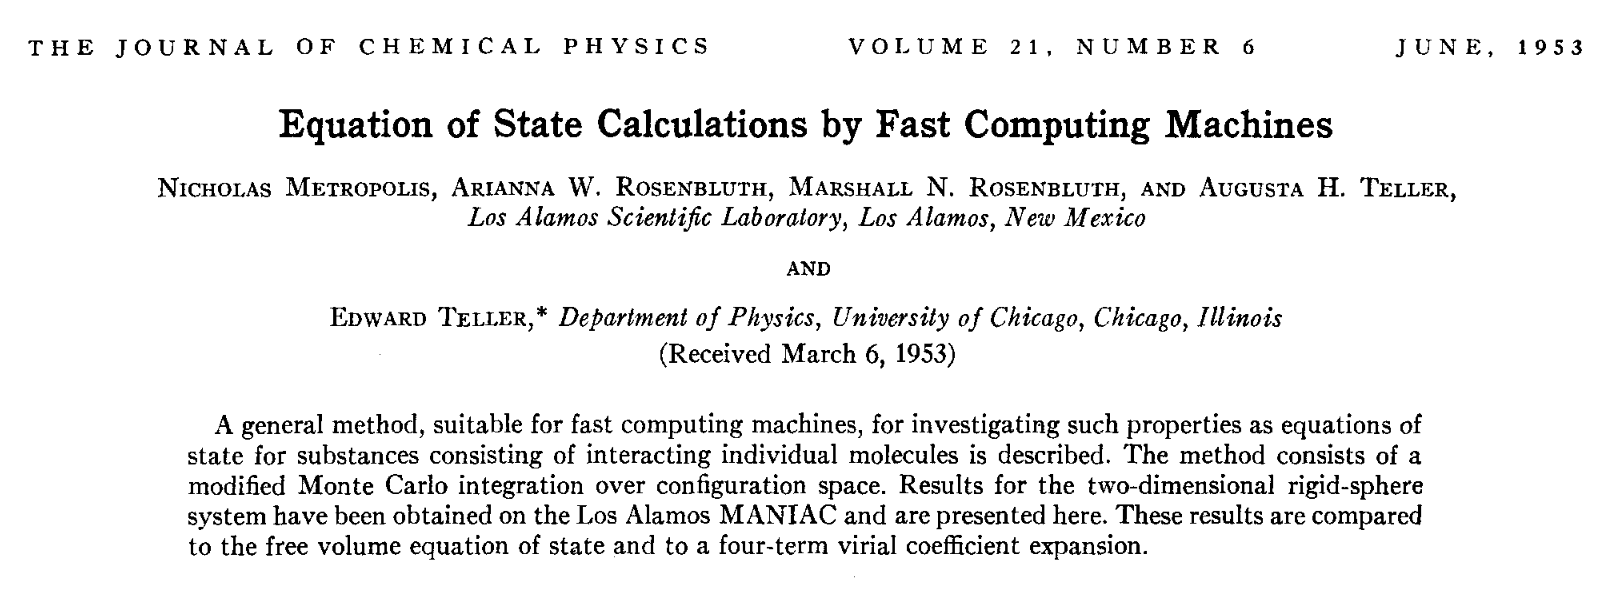 THE JOURNAL OF CHEMICAL PHYSICS VOLUME 21, NUMBER 6 JUNE, 1953
Equation of State Calculations by Fast Computing Machines
NICHOLAS METROPOLIS, ARIANNA W. ROSENBLUTH, MARSHALL N. ROSENBLUTH, AND AUGUSTA H. TELLER,
Los Alamos Scientific Laboratory, Los Alamos, New Mexico
AND
EDWARD TELLER,* Department of Physics, University of Chicago, Chicago, Illinois
(Received March 6, 1953)
A general method, suitable for fast computing machines, for investigating such properties as equations of
state for substances consisting of interacting individual molecules is described. The method consists of a
modified Monte Carlo integration over configuration space. Results for the two-dimensional rigid-sphere
system have been obtained on the Los Alamos MANIAC and are presented here. These results are compared
to the free volume equation of state and to a four-term virial coefficient expansion.